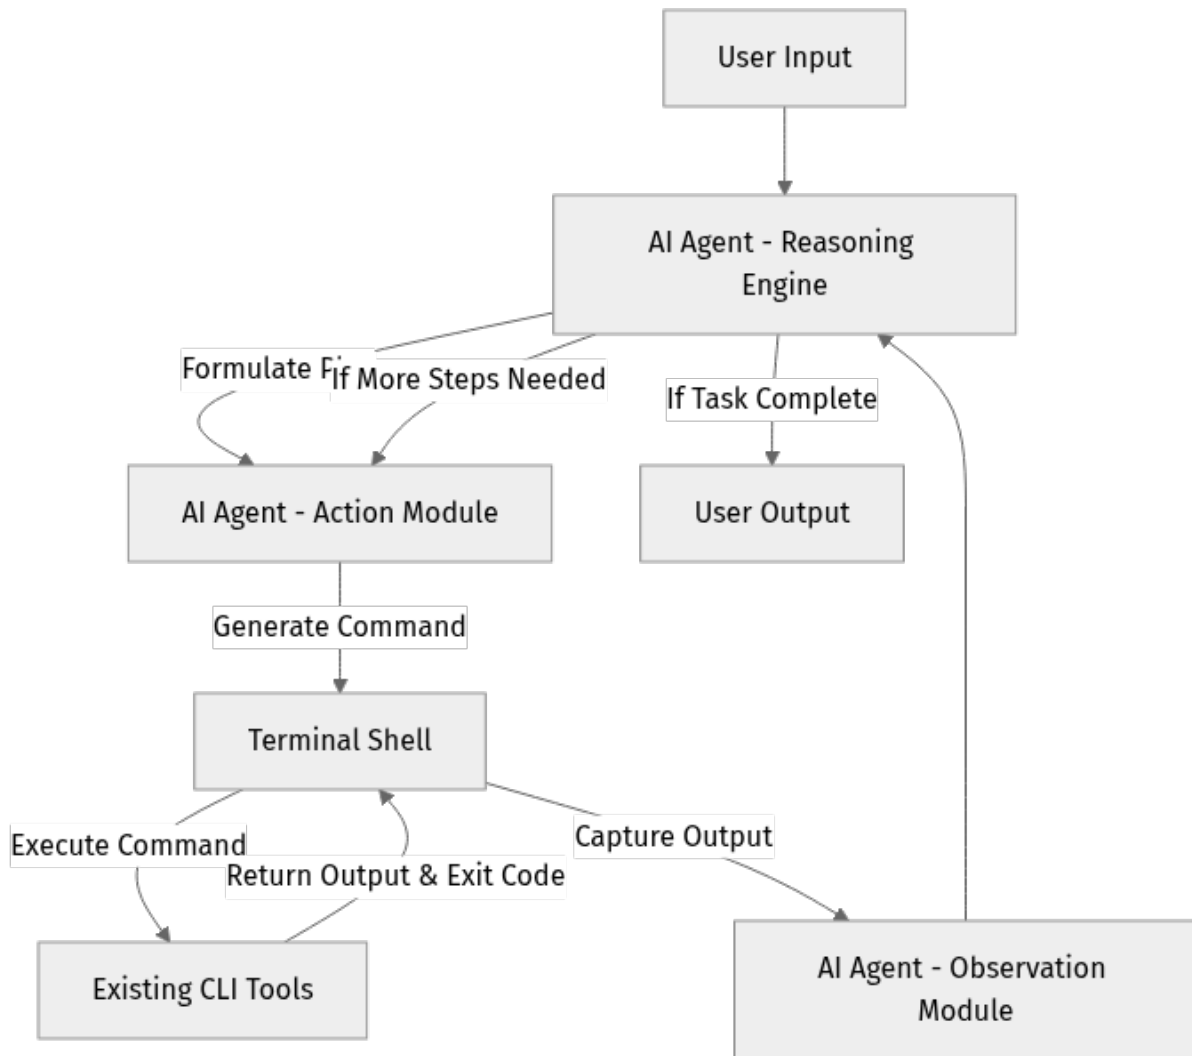 User Input
AI Agent - Reasoning
Engine
Formulate
If More Steps Needed
If Task Complete
AI Agent - Action Module
User Output
Generate Command
Terminal Shell
Execute Command
Capture Output
Return Output & Exit Code
Existing CLI Tools
AI Agent - Observation
Module